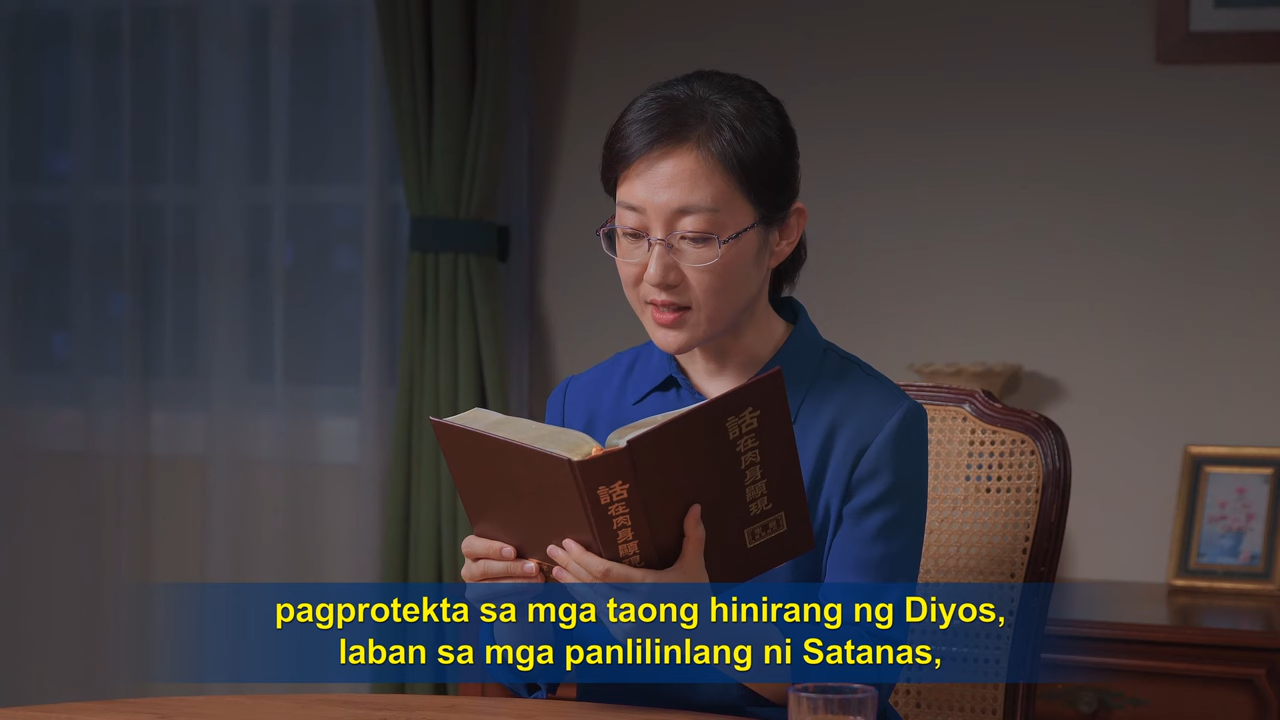 話在肉身顯現
話在肉身顯現
pagprotekta sa mga taong hinirang ng Diyos,
laban sa mga panlilinlang ni Satanas,